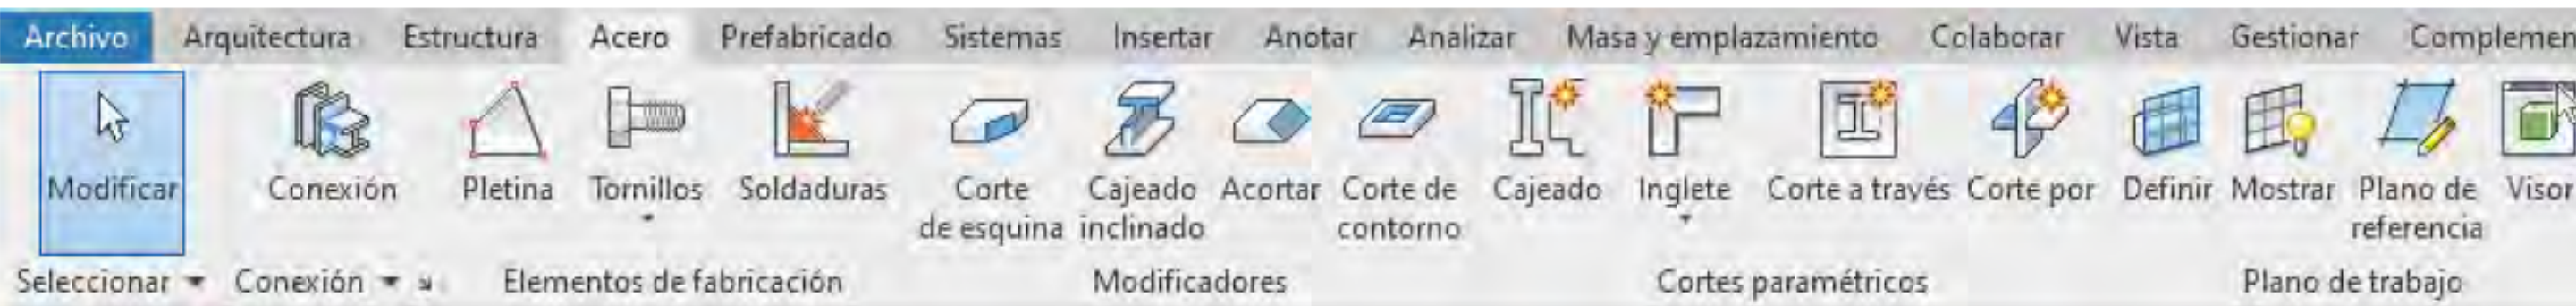 Archivo Arquitectura Estructura Acero Prefabricado Sistemas Insertar Anotar Analizar Masa y emplazamiento Colaborar Vista Gestionar Complemen
Modificar Conexión Pletina Tornillos Soldaduras Corte Cajeado Acortar Corte de Cajeado Inglete Corte a través Corte por Definir Mostrar Plano de Visor
de esquina inclinado contorno referencia
Seleccionar Conexión Elementos de fabricación Modificadores Cortes paramétricos Plano de trabajo